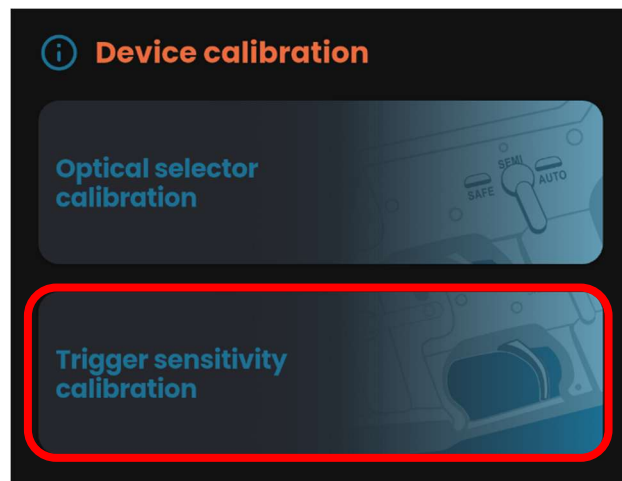 Device calibration
Optical selector
calibration
SAFE
SEMI
AUTO
Trigger sensitivity
calibration